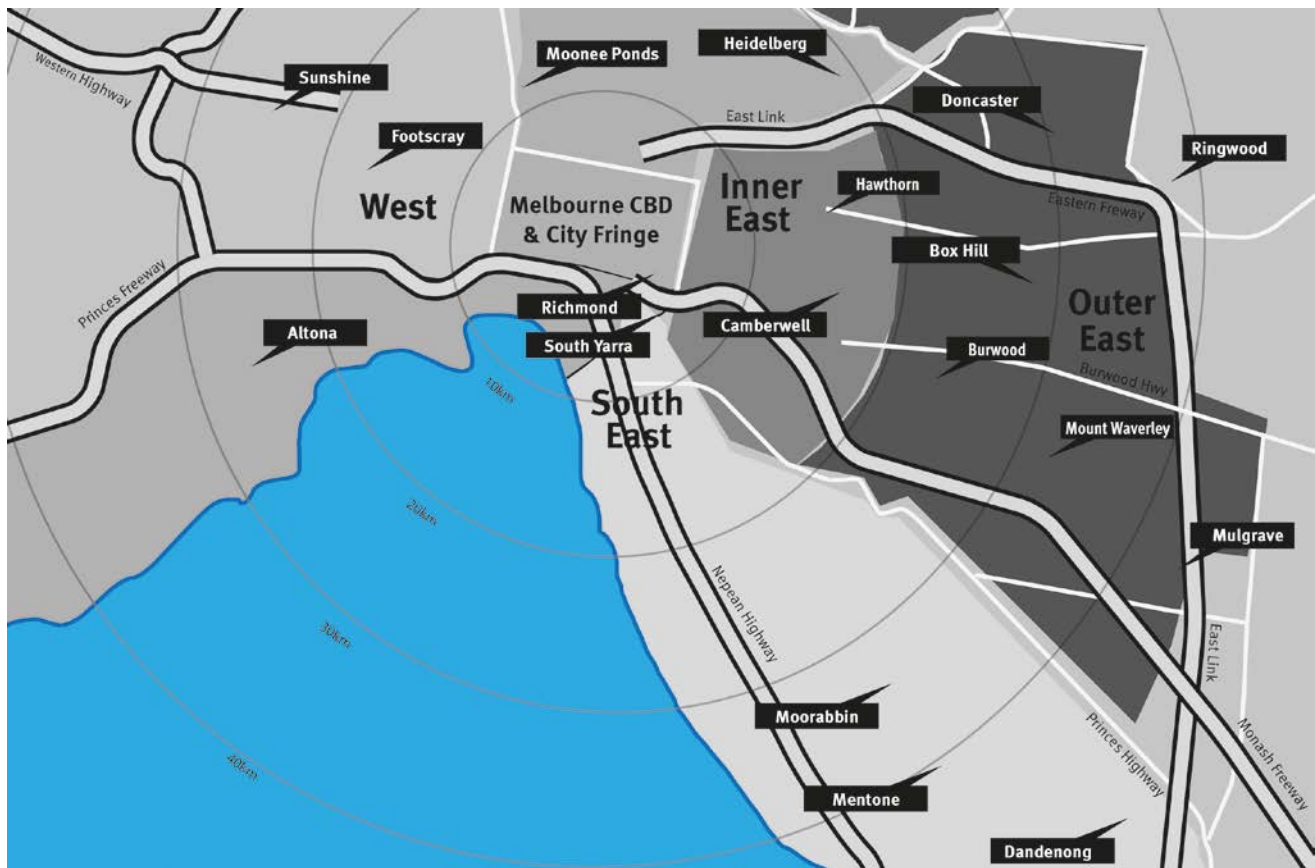 Moonee Ponds
Heidelberg
Western Highway
Sunshine
Doncaster
East Link
Footscray
Ringwood
Inner
East
Hawthorn
West
Melbourne CBD
& City Fringe
Eastern Freway
Box Hill
Princes Freeway
Richmond
Outer
East
Altona
Camberwell
South Yarra
Burwood
Burwood Hwy
10km
South
East
Mount Waverley
20km
Mulgrave
Nepean Highway
30km
East Link
Moorabbin
Princes Highway
Monash Freeway
40km
Mentone
Dandenong